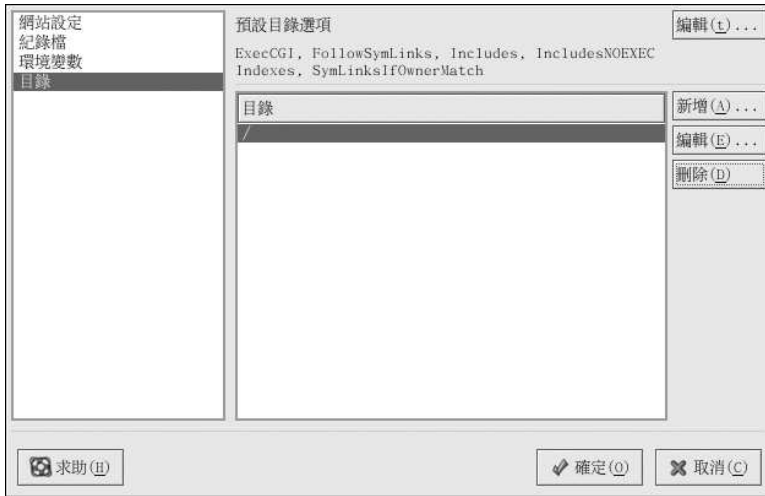 網站設定
紀錄檔
環境變數
目錄
預設目錄選項
編輯(t)...
ExecCGI, FollowSymLinks, Includes, IncludesNOEXEC
Indexes, SymLinksIfOwnerMatch
目錄
/
新增(A)...
編輯(E)...
刪除(D)
求助(H)
確定(O)
取消(C)